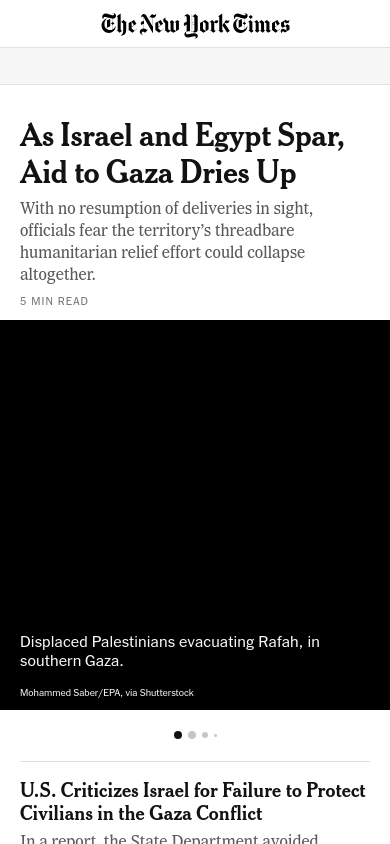 The New York Times
As Israel and Egypt Spar,
Aid to Gaza Dries Up
With no resumption of deliveries in sight,
officials fear the territory’s threadbare
humanitarian relief effort could collapse
altogether.
5 MIN READ
Displaced Palestinians evacuating Rafah, in
southern Gaza.
Mohammed Saber/EPA, via Shutterstock
U.S. Criticizes Israel for Failure to Protect
Civilians in the Gaza Conflict
In a report, the State Department avoided